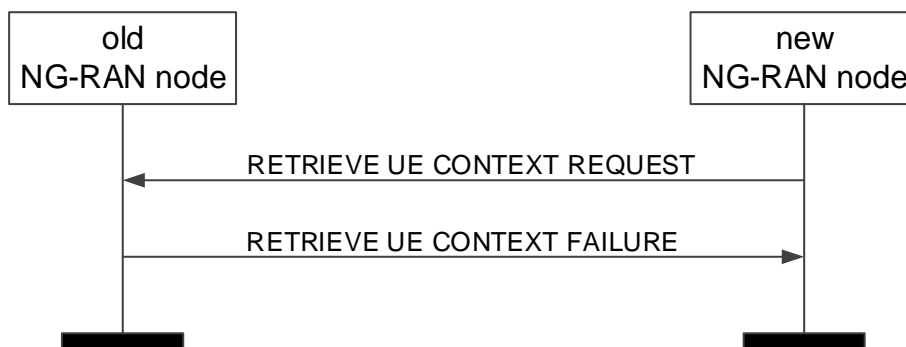 old
NG-RAN node
new
NG-RAN node
RETRIEVE UE CONTEXT REQUEST
RETRIEVE UE CONTEXT FAILURE